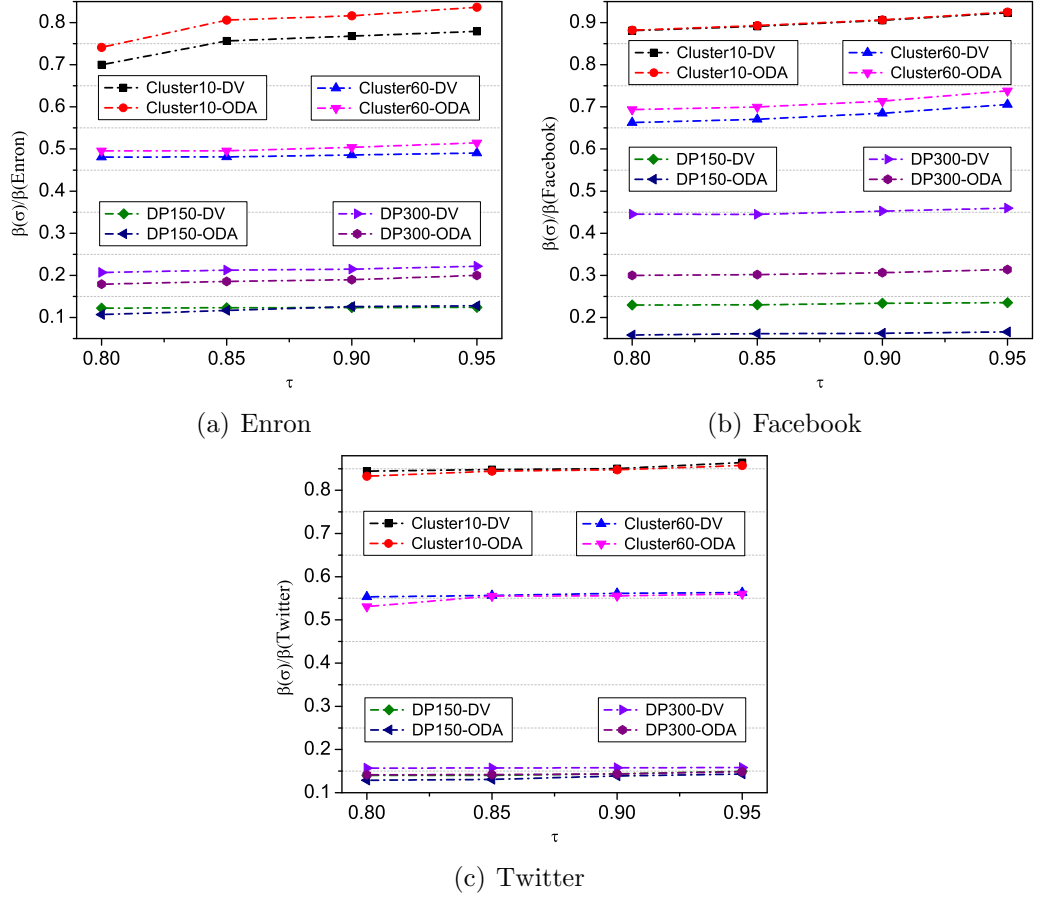 0.8
0.7
0.6
0.5
0.4
0.3
0.2
0.1
β(σ)/β(Enron)
Cluster10-DV
Cluster10-ODA
Cluster60-DV
Cluster60-ODA
DP150-DV
DP150-ODA
DP300-DV
DP300-ODA
0.80 0.85 0.90 0.95
τ
(a) Enron
0.9
0.8
0.7
0.6
0.5
0.4
0.3
0.2
β(σ)/β(Facebook)
Cluster10-DV
Cluster10-ODA
Cluster60-DV
Cluster60-ODA
DP150-DV
DP150-ODA
DP300-DV
DP300-ODA
0.80 0.85 0.90 0.95
τ
(b) Facebook
0.8
0.7
0.6
0.5
0.4
0.3
0.2
0.1
β(σ)/β(Twitter)
Cluster10-DV
Cluster10-ODA
Cluster60-DV
Cluster60-ODA
DP150-DV
DP150-ODA
DP300-DV
DP300-ODA
0.80 0.85 0.90 0.95
τ
(c) Twitter